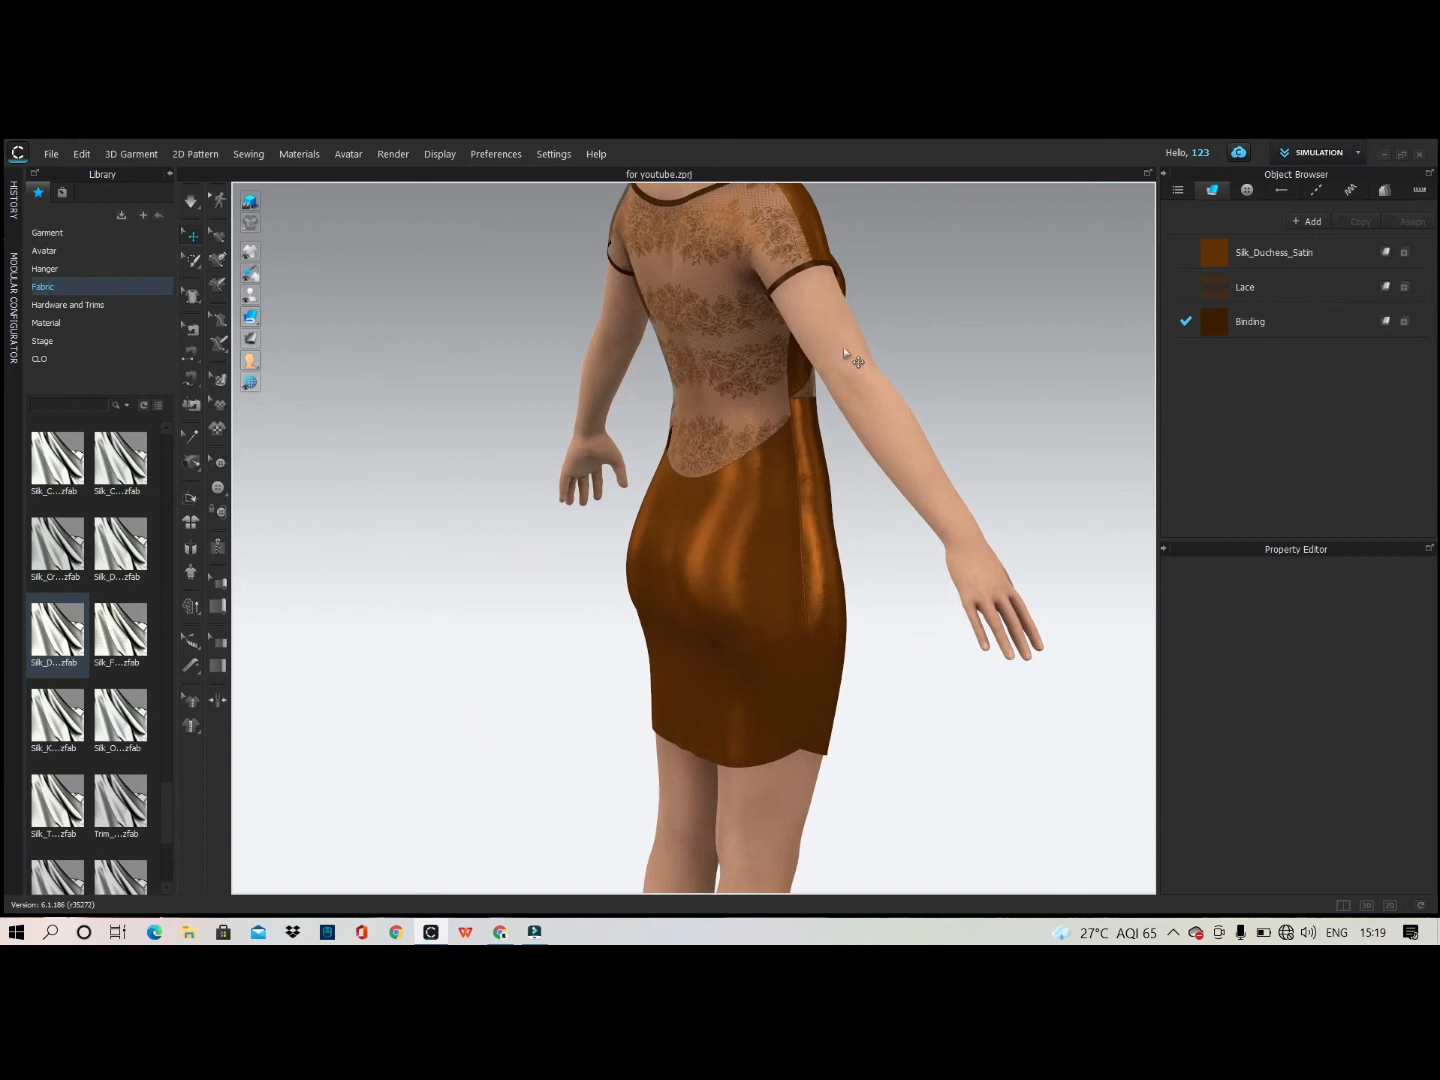 File Edit 3D Garment 2D Pattern Sewing Materials Avatar Render Display Preferences Settings Help
Hello, 123
SIMULATION
HISTORY
MODULAR CONFIGURATOR
Library
for youtube.zprj
Object Browser
Garment
Avatar
Hanger
Fabric
Hardware and Trims
Material
Stage
CLO
+ Add Copy Assign
Silk_Duchess_Satin
Lace
Binding
Property Editor
Silk_C...zfab Silk_C...zfab
Silk_Cr...zfab Silk_D...zfab
Silk_D...zfab Silk_F...zfab
Silk_K...zfab Silk_O...zfab
Silk_T...zfab Trim_...zfab
Version: 6.1.186 (r35272)
3D 2D
27°C AQI 65 ENG 15:19